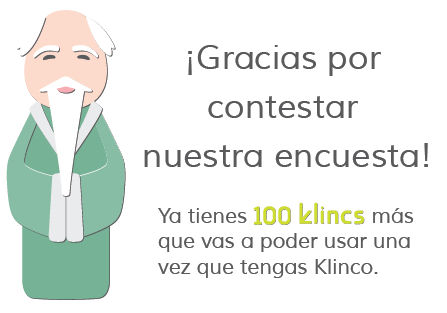 ¡Gracias por
contestar
nuestra encuesta!
Ya tienes 100 klincs más
que vas a poder usar una
vez que tengas Klinco.